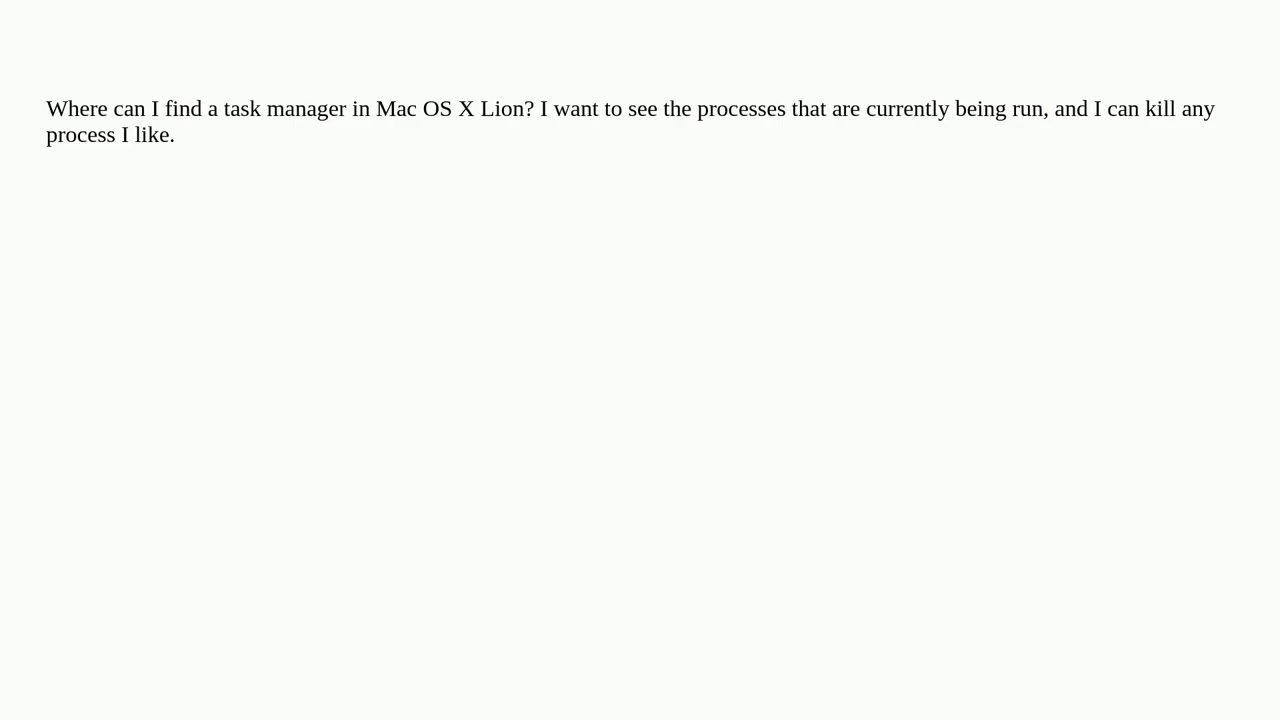 Where can I find a task manager in Mac OS X Lion? I want to see the processes that are currently being run, and I can kill any
process I like.